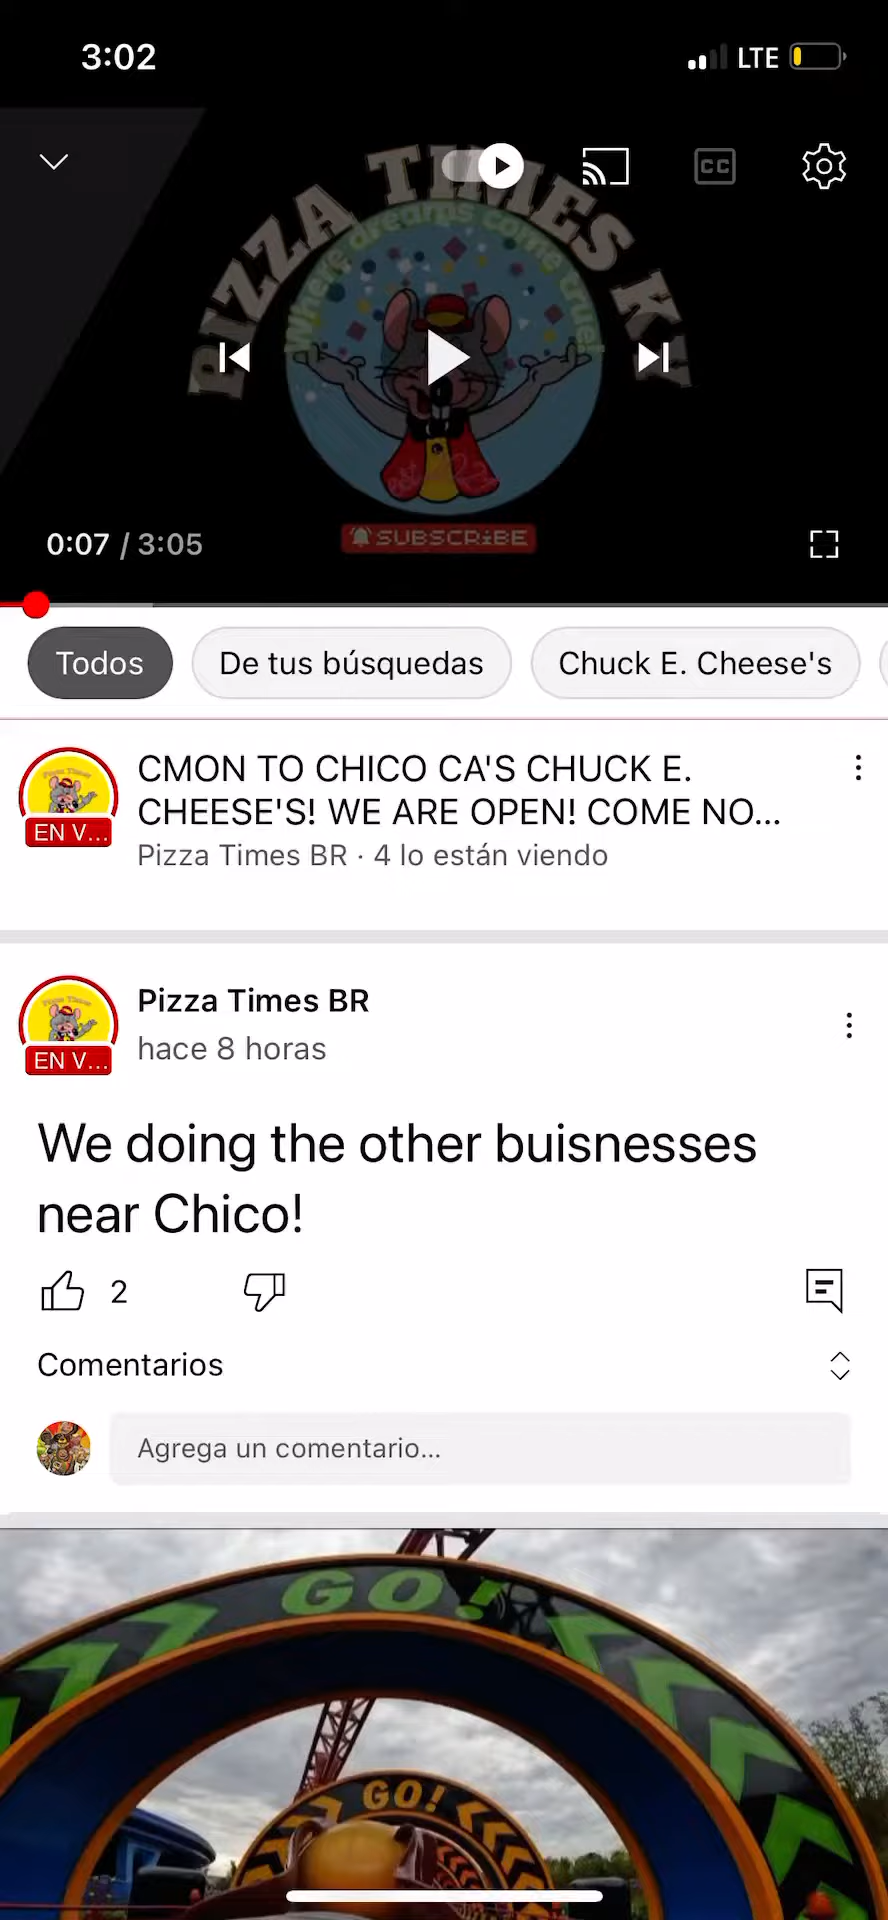 3:02
LTE
PIZZA TIMES KY
Where dreams come true!
CC
SUBSCRiBE
0:07 / 3:05
Todos
De tus búsquedas
Chuck E. Cheese's
CMON TO CHICO CA'S CHUCK E.
CHEESE'S! WE ARE OPEN! COME NO...
EN V...
Pizza Times BR · 4 lo están viendo
Pizza Times BR
hace 8 horas
EN V...
We doing the other buisnesses
near Chico!
2
Comentarios
Agrega un comentario...
GO!
GO!